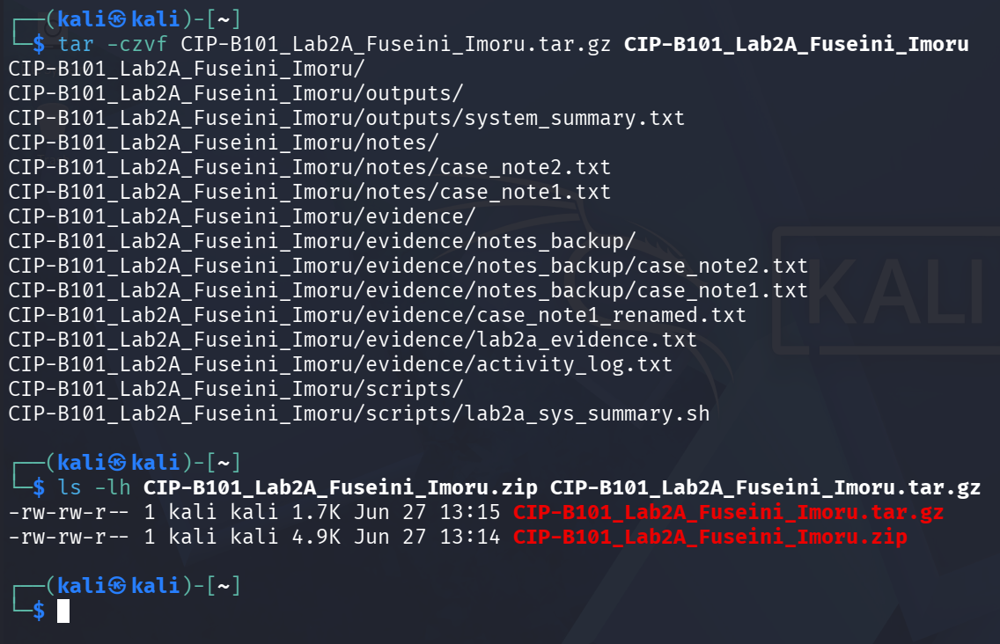 ┌──(kali㉿kali)-[~]
└─$ tar -czvf CIP-B101_Lab2A_Fuseini_Imoru.tar.gz CIP-B101_Lab2A_Fuseini_Imoru
CIP-B101_Lab2A_Fuseini_Imoru/
CIP-B101_Lab2A_Fuseini_Imoru/outputs/
CIP-B101_Lab2A_Fuseini_Imoru/outputs/system_summary.txt
CIP-B101_Lab2A_Fuseini_Imoru/notes/
CIP-B101_Lab2A_Fuseini_Imoru/notes/case_note2.txt
CIP-B101_Lab2A_Fuseini_Imoru/notes/case_note1.txt
CIP-B101_Lab2A_Fuseini_Imoru/evidence/
CIP-B101_Lab2A_Fuseini_Imoru/evidence/notes_backup/
CIP-B101_Lab2A_Fuseini_Imoru/evidence/notes_backup/case_note2.txt
CIP-B101_Lab2A_Fuseini_Imoru/evidence/notes_backup/case_note1.txt
CIP-B101_Lab2A_Fuseini_Imoru/evidence/case_note1_renamed.txt
CIP-B101_Lab2A_Fuseini_Imoru/evidence/lab2a_evidence.txt
CIP-B101_Lab2A_Fuseini_Imoru/evidence/activity_log.txt
CIP-B101_Lab2A_Fuseini_Imoru/scripts/
CIP-B101_Lab2A_Fuseini_Imoru/scripts/lab2a_sys_summary.sh
┌──(kali㉿kali)-[~]
└─$ ls -lh CIP-B101_Lab2A_Fuseini_Imoru.zip CIP-B101_Lab2A_Fuseini_Imoru.tar.gz
-rw-rw-r-- 1 kali kali 1.7K Jun 27 13:15 CIP-B101_Lab2A_Fuseini_Imoru.tar.gz
-rw-rw-r-- 1 kali kali 4.9K Jun 27 13:14 CIP-B101_Lab2A_Fuseini_Imoru.zip
┌──(kali㉿kali)-[~]
└─$
KALI